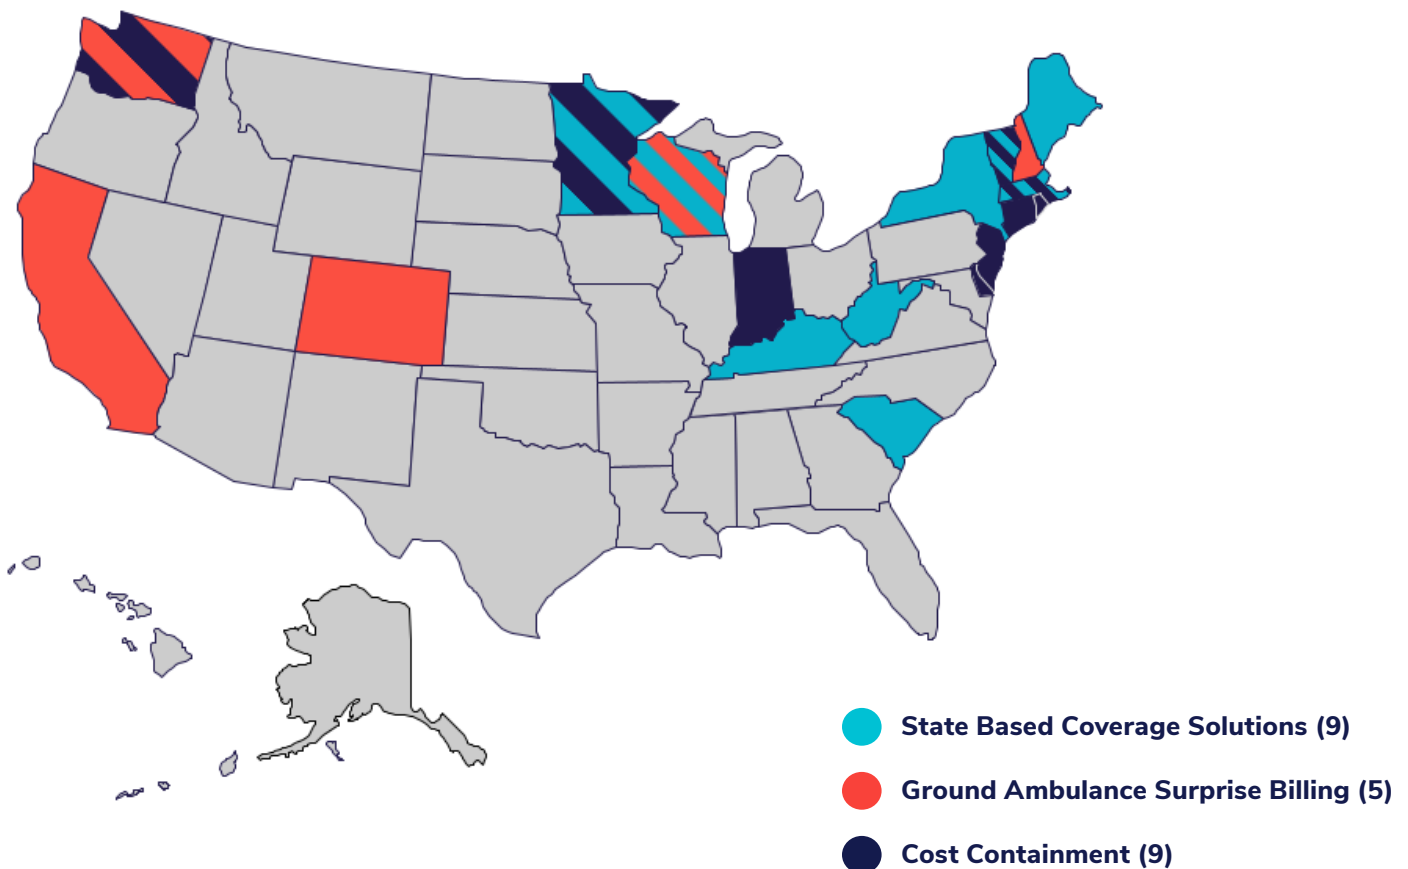 State Based Coverage Solutions (9)
Ground Ambulance Surprise Billing (5)
Cost Containment (9)